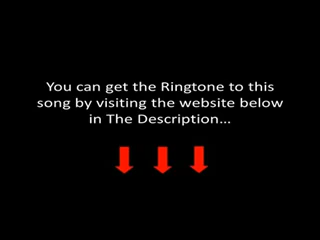 You can get the Ringtone to this
song by visiting the website below
in The Description...